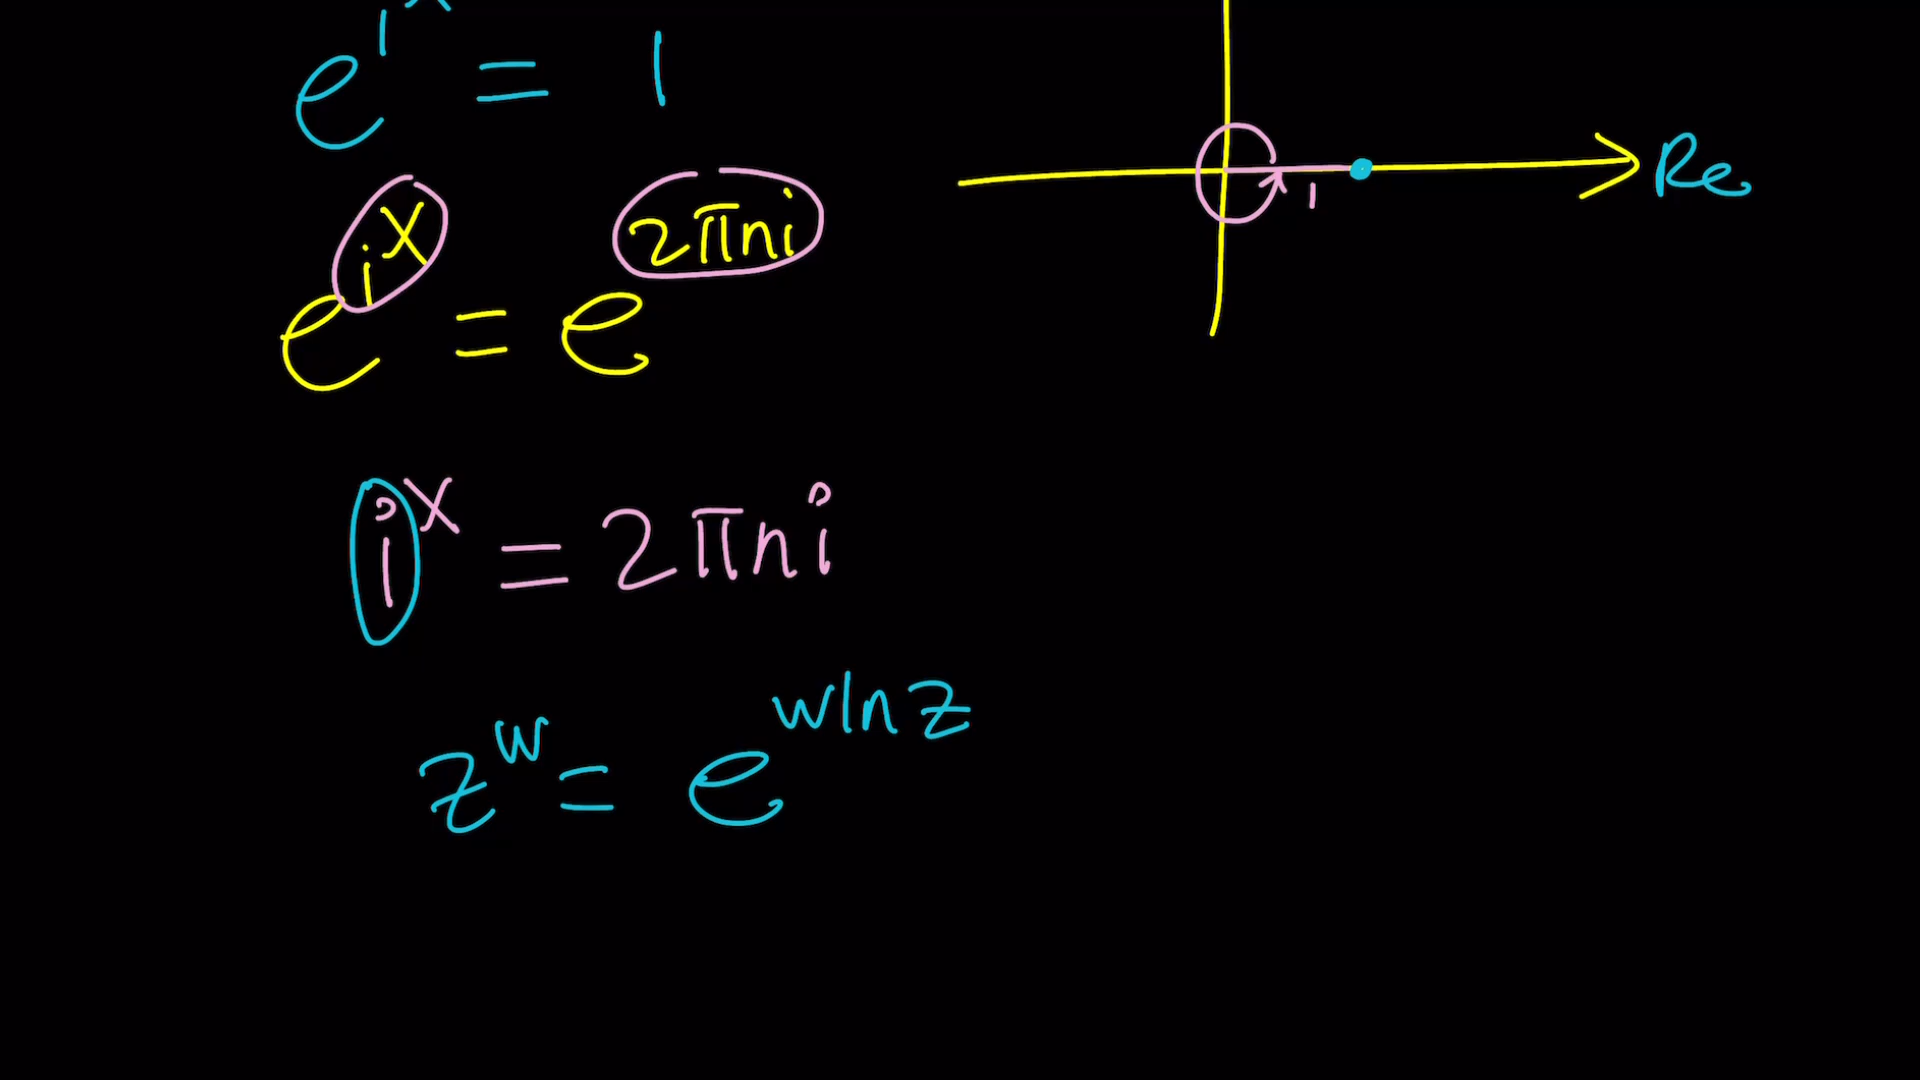 e^{i^x} = 1
Re
1
e^{i^x} = e^{2πni}
i^x = 2πni
z^w = e^{w ln z}